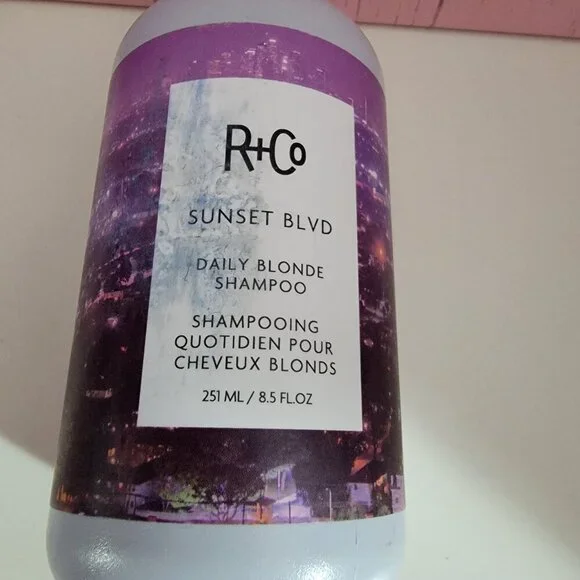 R+Co
SUNSET BLVD
DAILY BLONDE
SHAMPOO
SHAMPOOING
QUOTIDIEN POUR
CHEVEUX BLONDS
251 ML / 8.5 FL.OZ